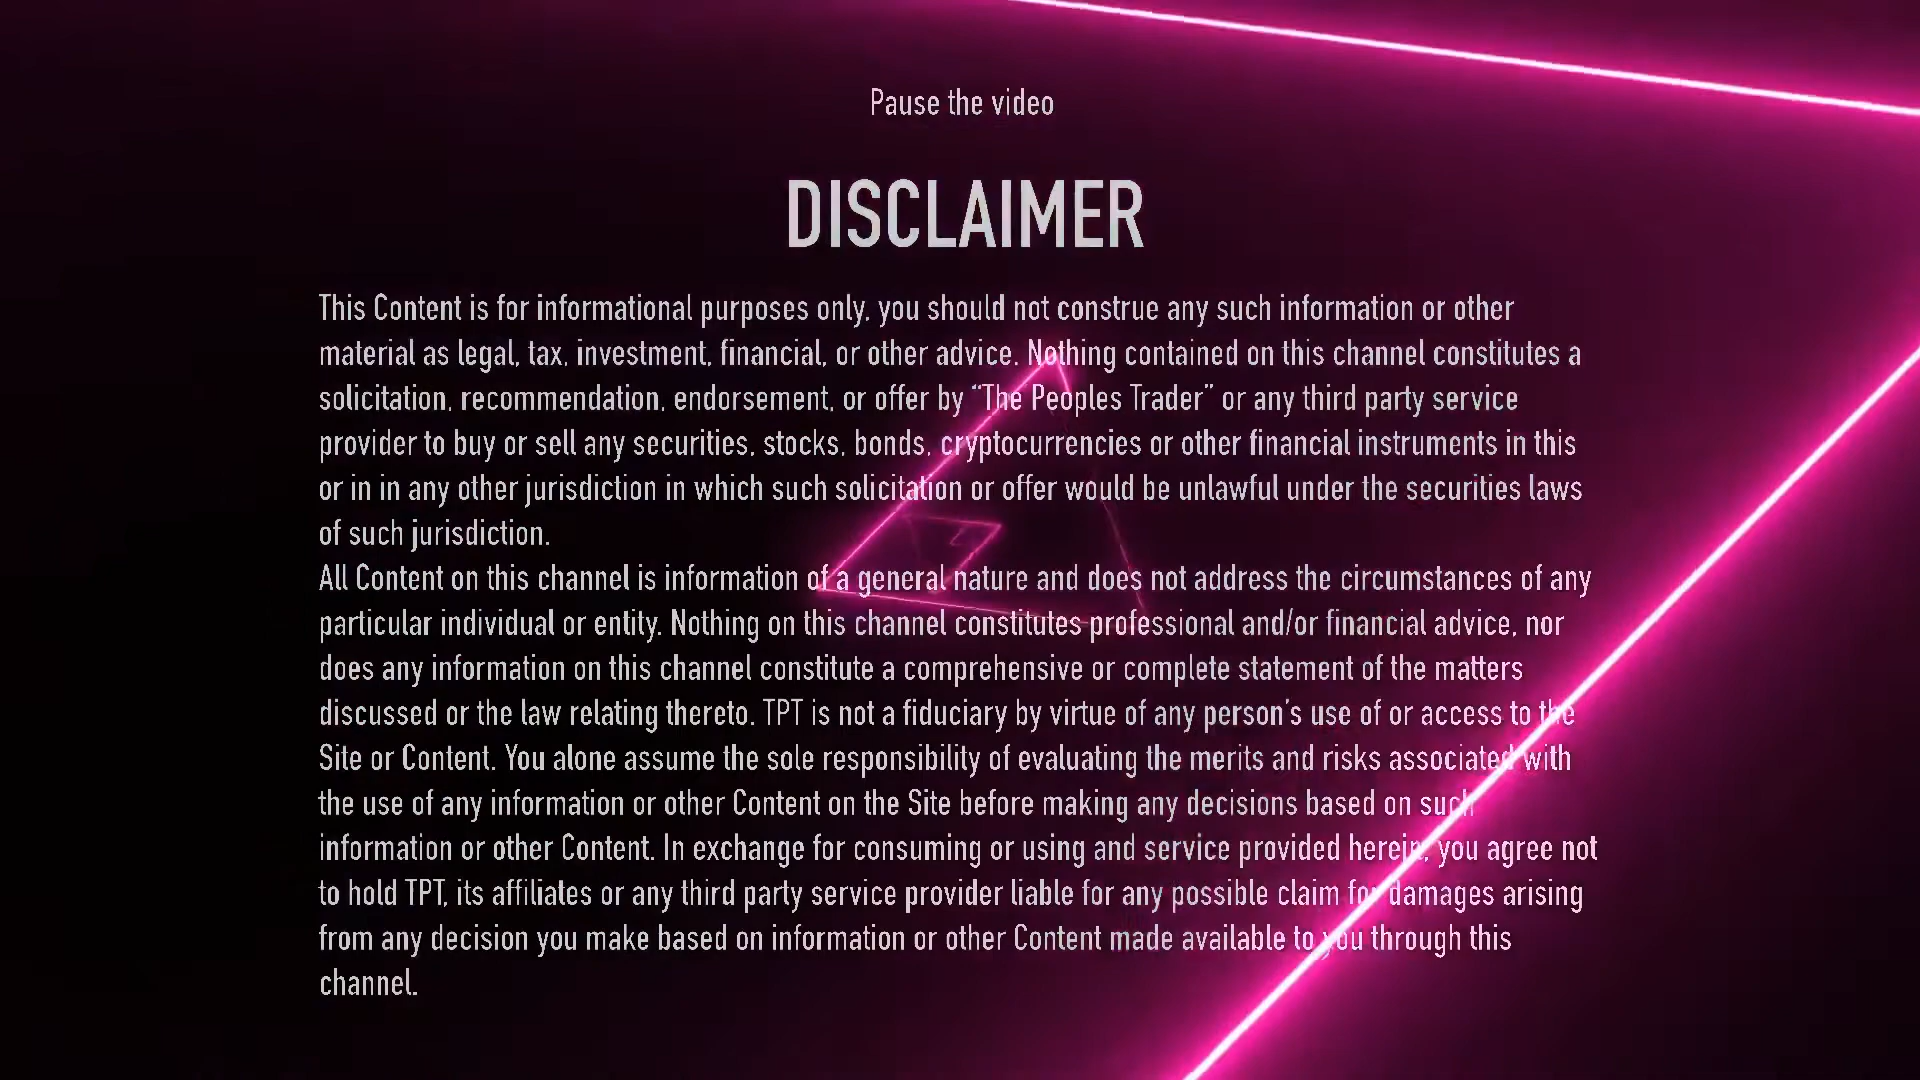 Pause the video
DISCLAIMER
This Content is for informational purposes only, you should not construe any such information or other
material as legal, tax, investment, financial, or other advice. Nothing contained on this channel constitutes a
solicitation, recommendation, endorsement, or offer by “The Peoples Trader” or any third party service
provider to buy or sell any securities, stocks, bonds, cryptocurrencies or other financial instruments in this
or in in any other jurisdiction in which such solicitation or offer would be unlawful under the securities laws
of such jurisdiction.
All Content on this channel is information of a general nature and does not address the circumstances of any
particular individual or entity. Nothing on this channel constitutes professional and/or financial advice, nor
does any information on this channel constitute a comprehensive or complete statement of the matters
discussed or the law relating thereto. TPT is not a fiduciary by virtue of any person’s use of or access to the
Site or Content. You alone assume the sole responsibility of evaluating the merits and risks associated with
the use of any information or other Content on the Site before making any decisions based on such
information or other Content. In exchange for consuming or using and service provided herein, you agree not
to hold TPT, its affiliates or any third party service provider liable for any possible claim for damages arising
from any decision you make based on information or other Content made available to you through this
channel.